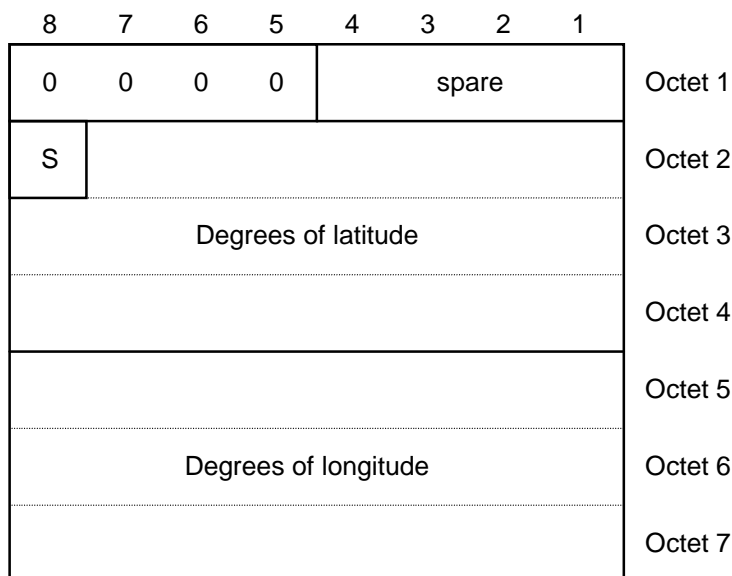 8 7 6 5 4 3 2 1
0 0 0 0 spare Octet 1
S Octet 2
Degrees of latitude Octet 3
Octet 4
Octet 5
Degrees of longitude Octet 6
Octet 7